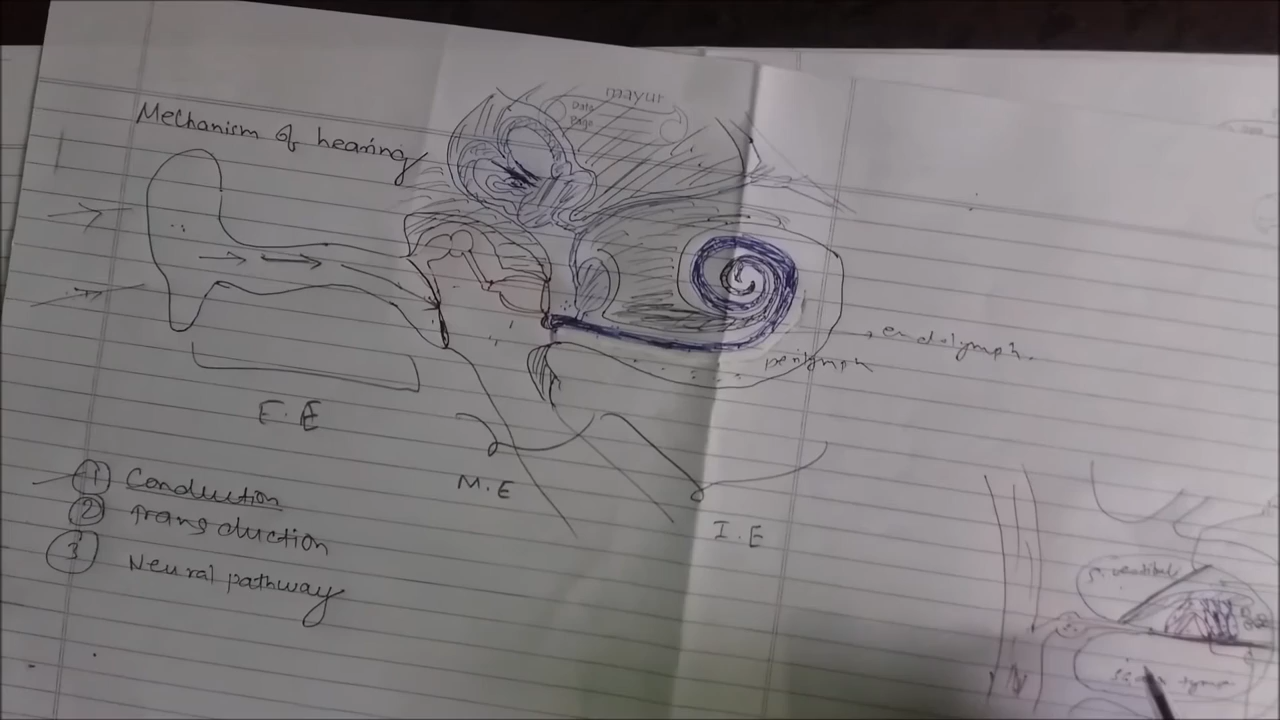 mayur
Date
Page
Mechanism of hearing
endolymph.
perilymph
E.E
M.E
I.E
1 Conduction
2 Transduction
3 Neural pathway